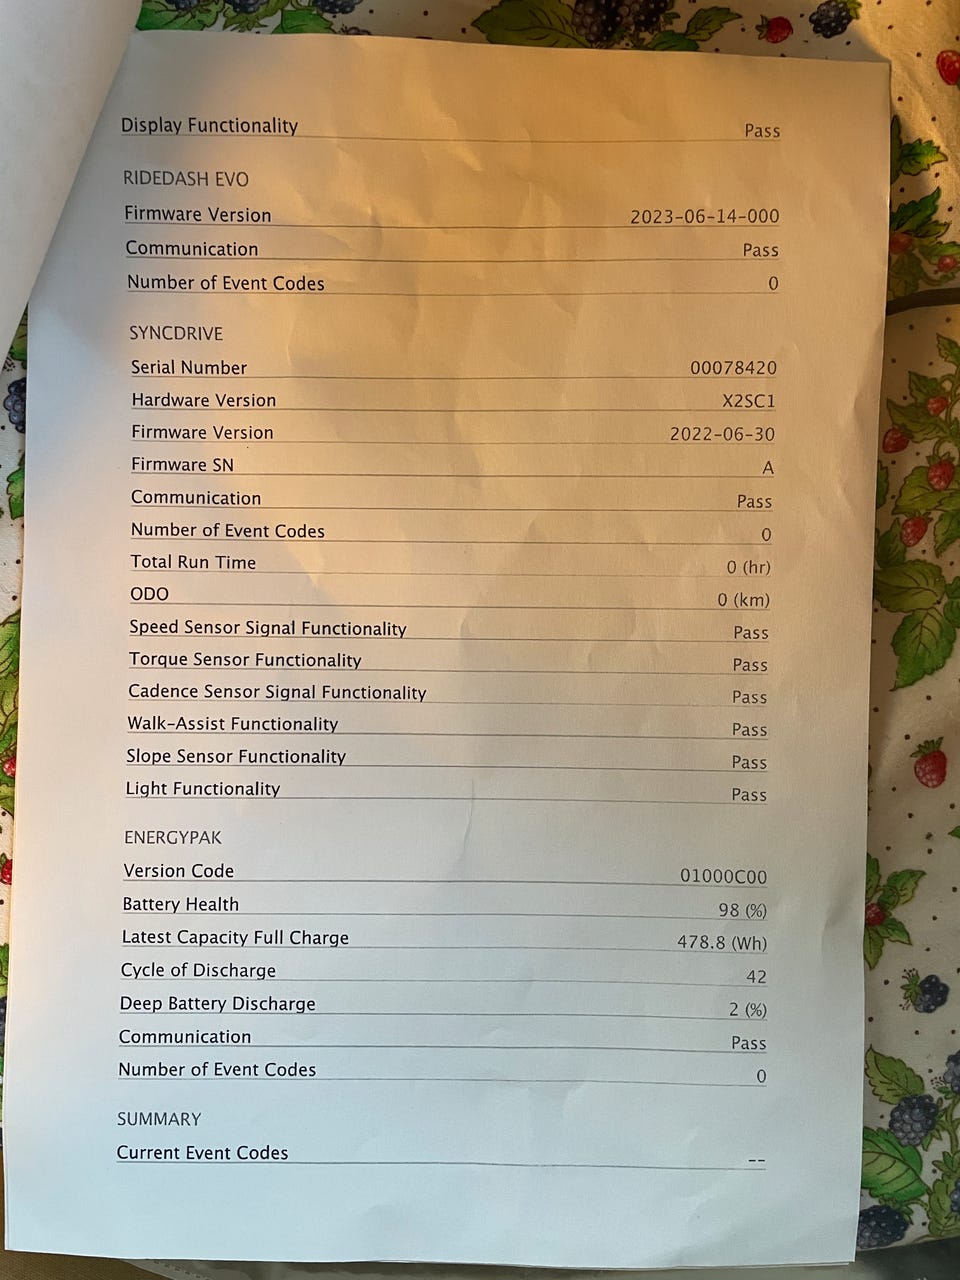 Display Functionality Pass
RIDEDASH EVO
Firmware Version 2023-06-14-000
Communication Pass
Number of Event Codes 0
SYNCDRIVE
Serial Number 00078420
Hardware Version X2SC1
Firmware Version 2022-06-30
Firmware SN A
Communication Pass
Number of Event Codes 0
Total Run Time 0 (hr)
ODO 0 (km)
Speed Sensor Signal Functionality Pass
Torque Sensor Functionality Pass
Cadence Sensor Signal Functionality Pass
Walk-Assist Functionality Pass
Slope Sensor Functionality Pass
Light Functionality Pass
ENERGYPAK
Version Code 01000C00
Battery Health 98 (%)
Latest Capacity Full Charge 478.8 (Wh)
Cycle of Discharge 42
Deep Battery Discharge 2 (%)
Communication Pass
Number of Event Codes 0
SUMMARY
Current Event Codes --